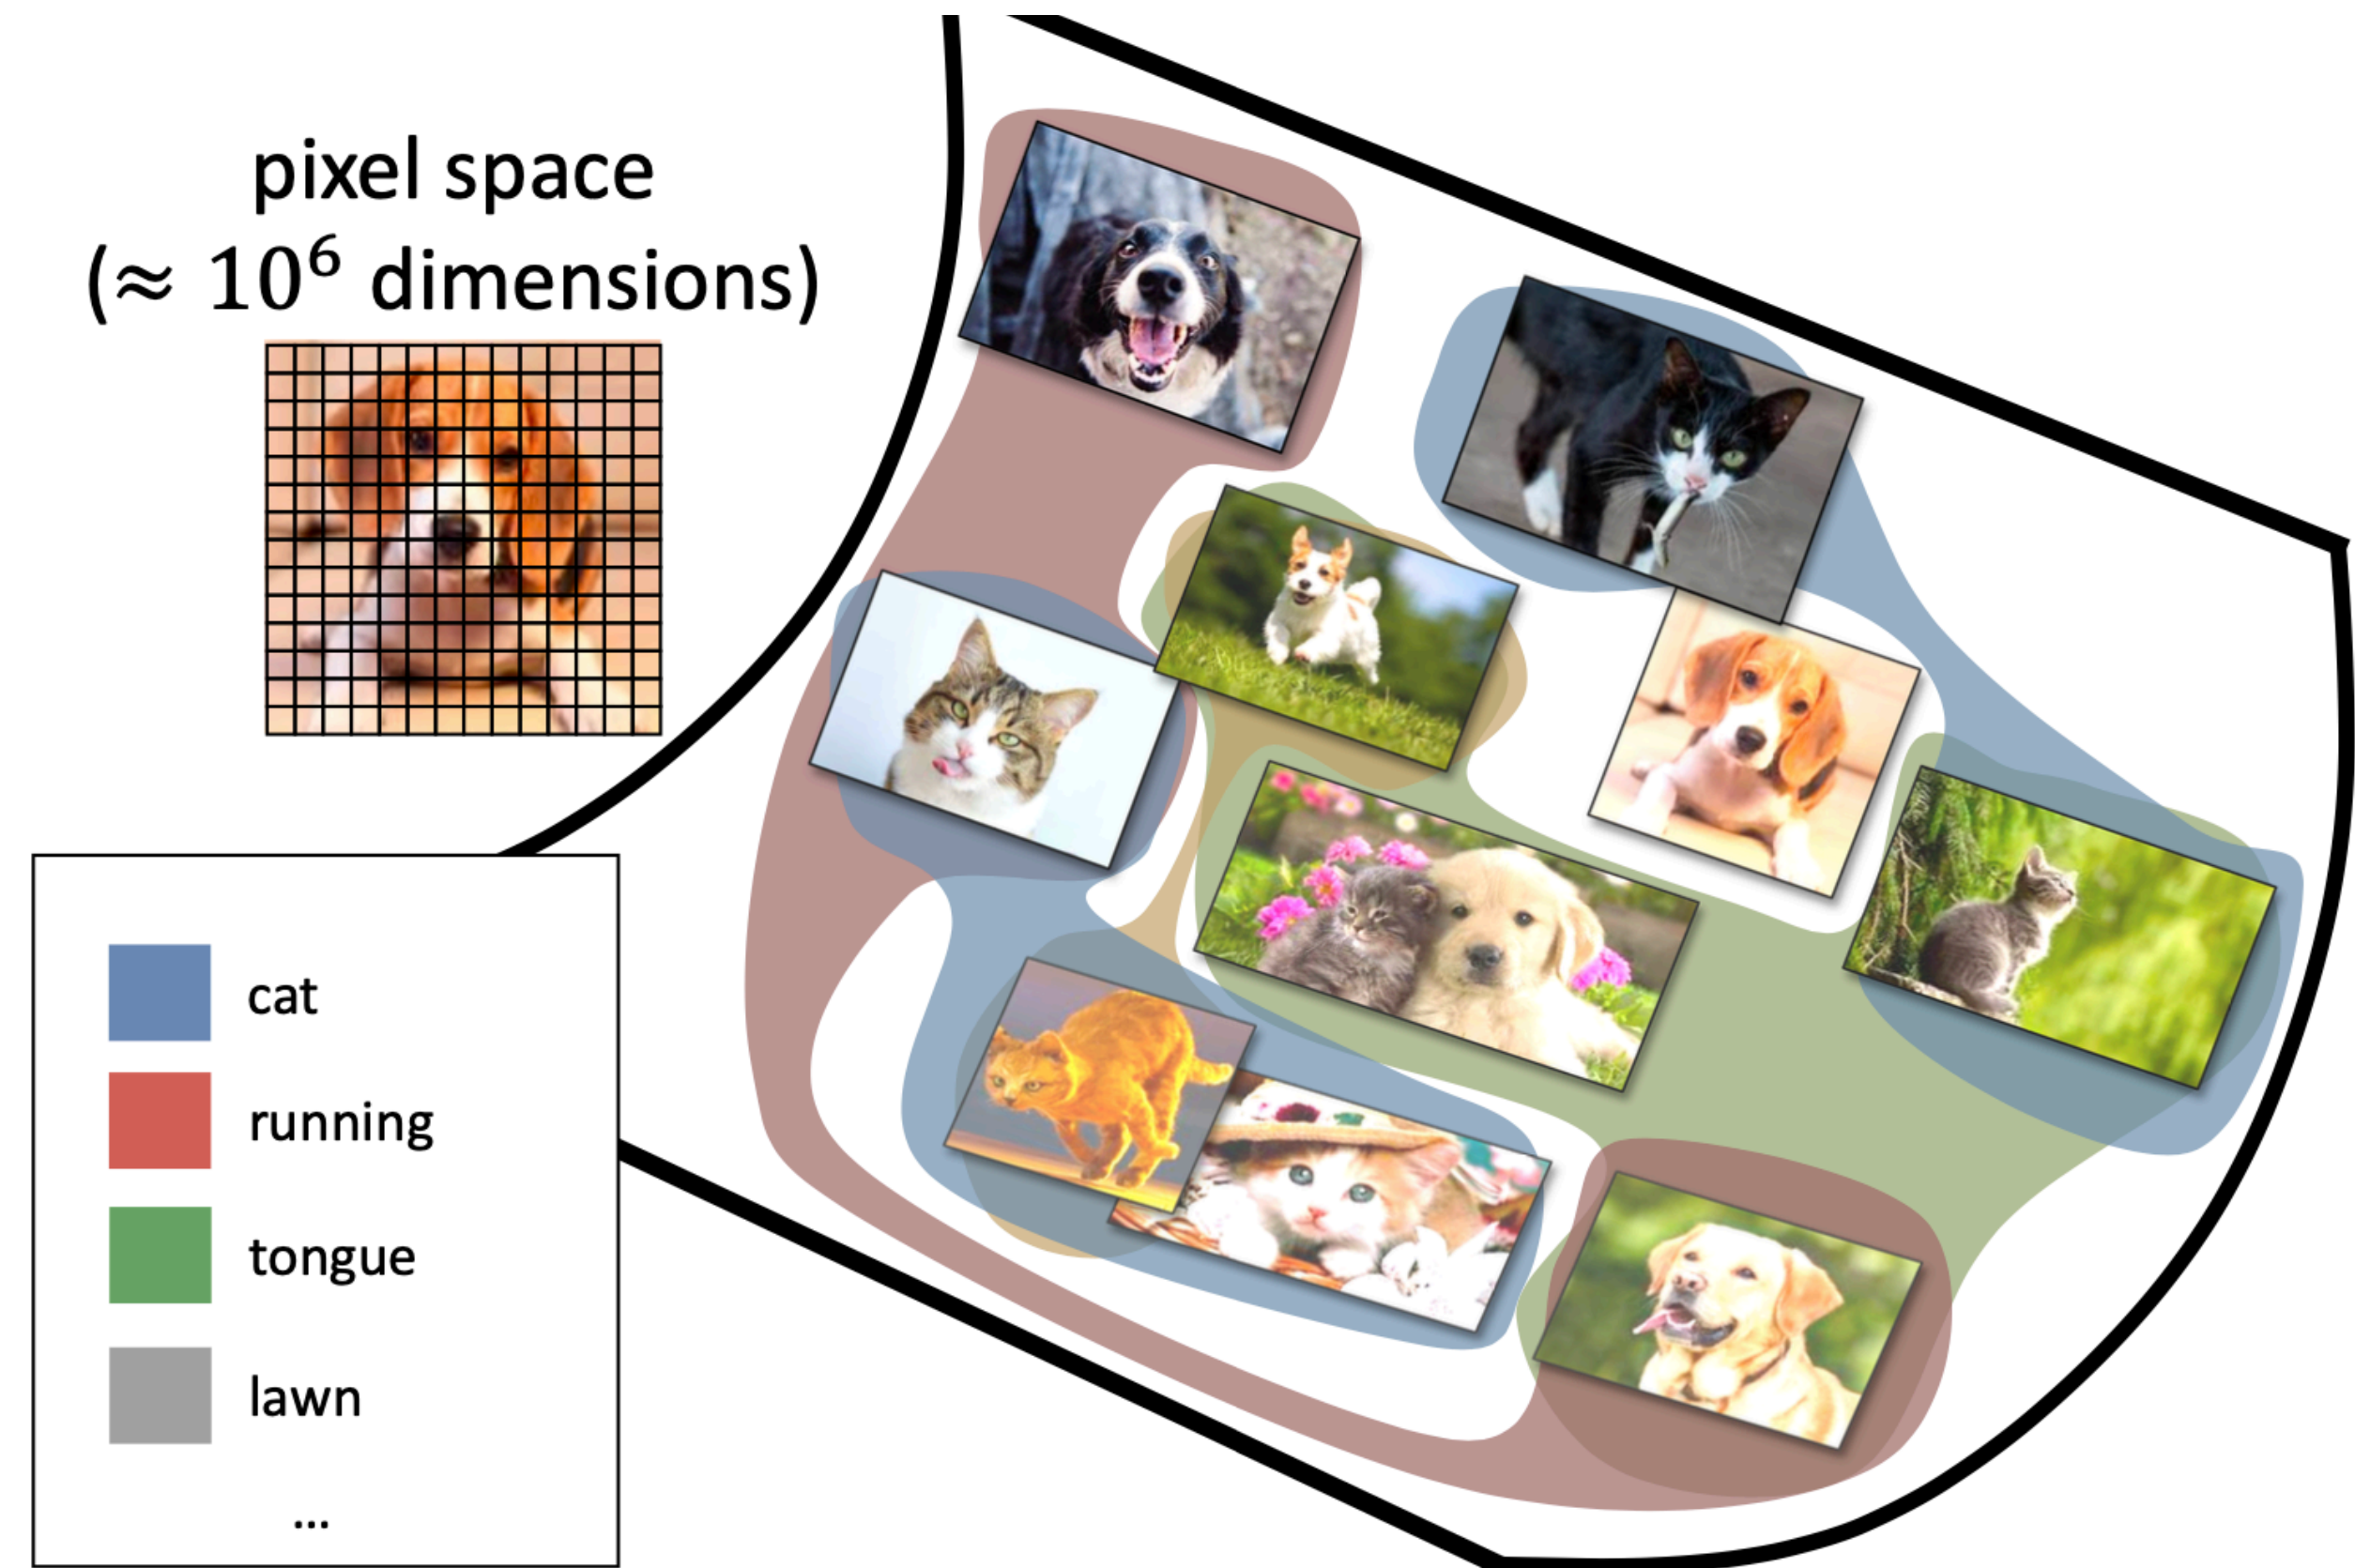 pixel space
(≈ 10⁶ dimensions)
cat
running
tongue
lawn
...